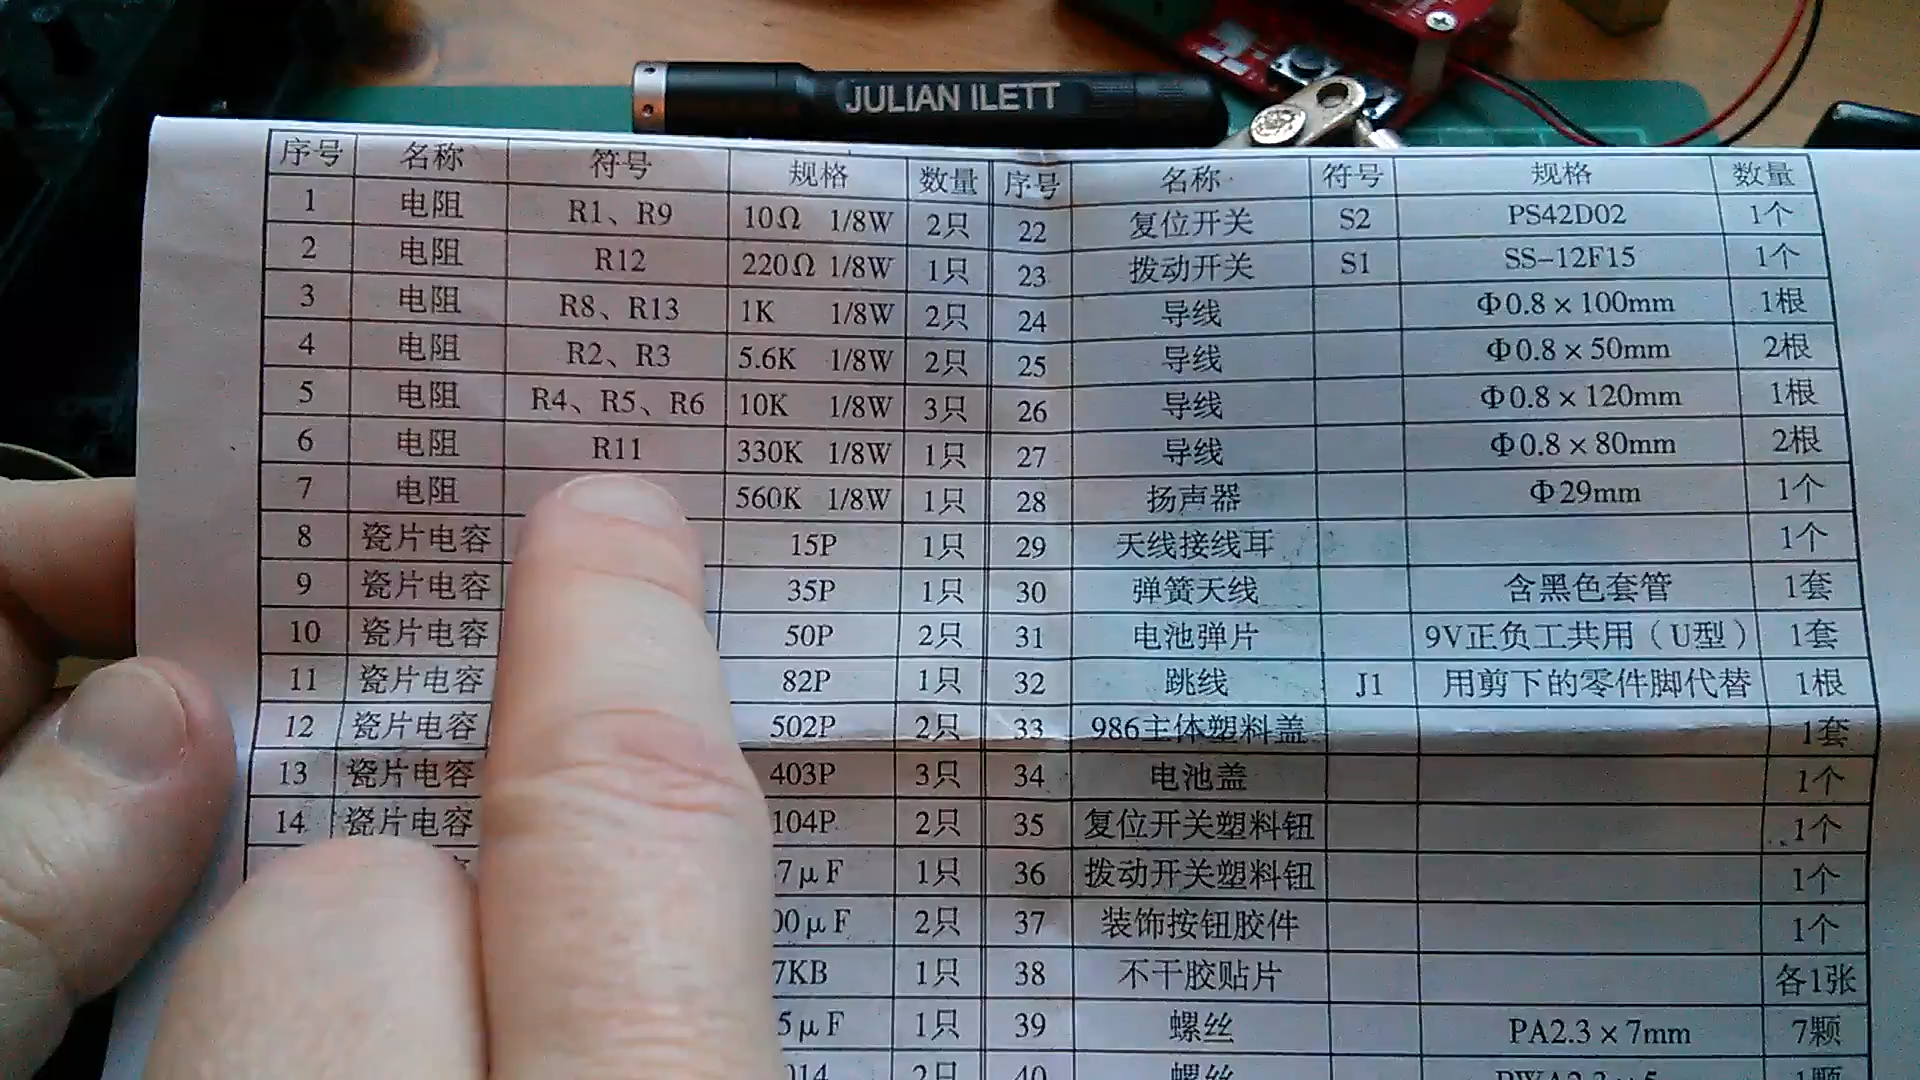 JULIAN ILETT
序号 名称 符号 规格 数量 序号 名称 符号 规格 数量
1 电阻 R1、R9 10Ω 1/8W 2只 22 复位开关 S2 PS42D02 1个
2 电阻 R12 220Ω 1/8W 1只 23 拨动开关 S1 SS-12F15 1个
3 电阻 R8、R13 1K 1/8W 2只 24 导线 Φ0.8×100mm 1根
4 电阻 R2、R3 5.6K 1/8W 2只 25 导线 Φ0.8×50mm 2根
5 电阻 R4、R5、R6 10K 1/8W 3只 26 导线 Φ0.8×120mm 1根
6 电阻 R11 330K 1/8W 1只 27 导线 Φ0.8×80mm 2根
7 电阻 560K 1/8W 1只 28 扬声器 Φ29mm 1个
8 瓷片电容 15P 1只 29 天线接线耳 1个
9 瓷片电容 35P 1只 30 弹簧天线 含黑色套管 1套
10 瓷片电容 50P 2只 31 电池弹片 9V正负工共用（U型） 1套
11 瓷片电容 82P 1只 32 跳线 J1 用剪下的零件脚代替 1根
12 瓷片电容 502P 2只 33 986主体塑料盖 1套
13 瓷片电容 403P 3只 34 电池盖 1个
14 瓷片电容 104P 2只 35 复位开关塑料钮 1个
7μF 1只 36 拨动开关塑料钮 1个
00μF 2只 37 装饰按钮胶件 1个
7KB 1只 38 不干胶贴片 各1张
5μF 1只 39 螺丝 PA2.3×7mm 7颗
2只 40 螺丝 1颗